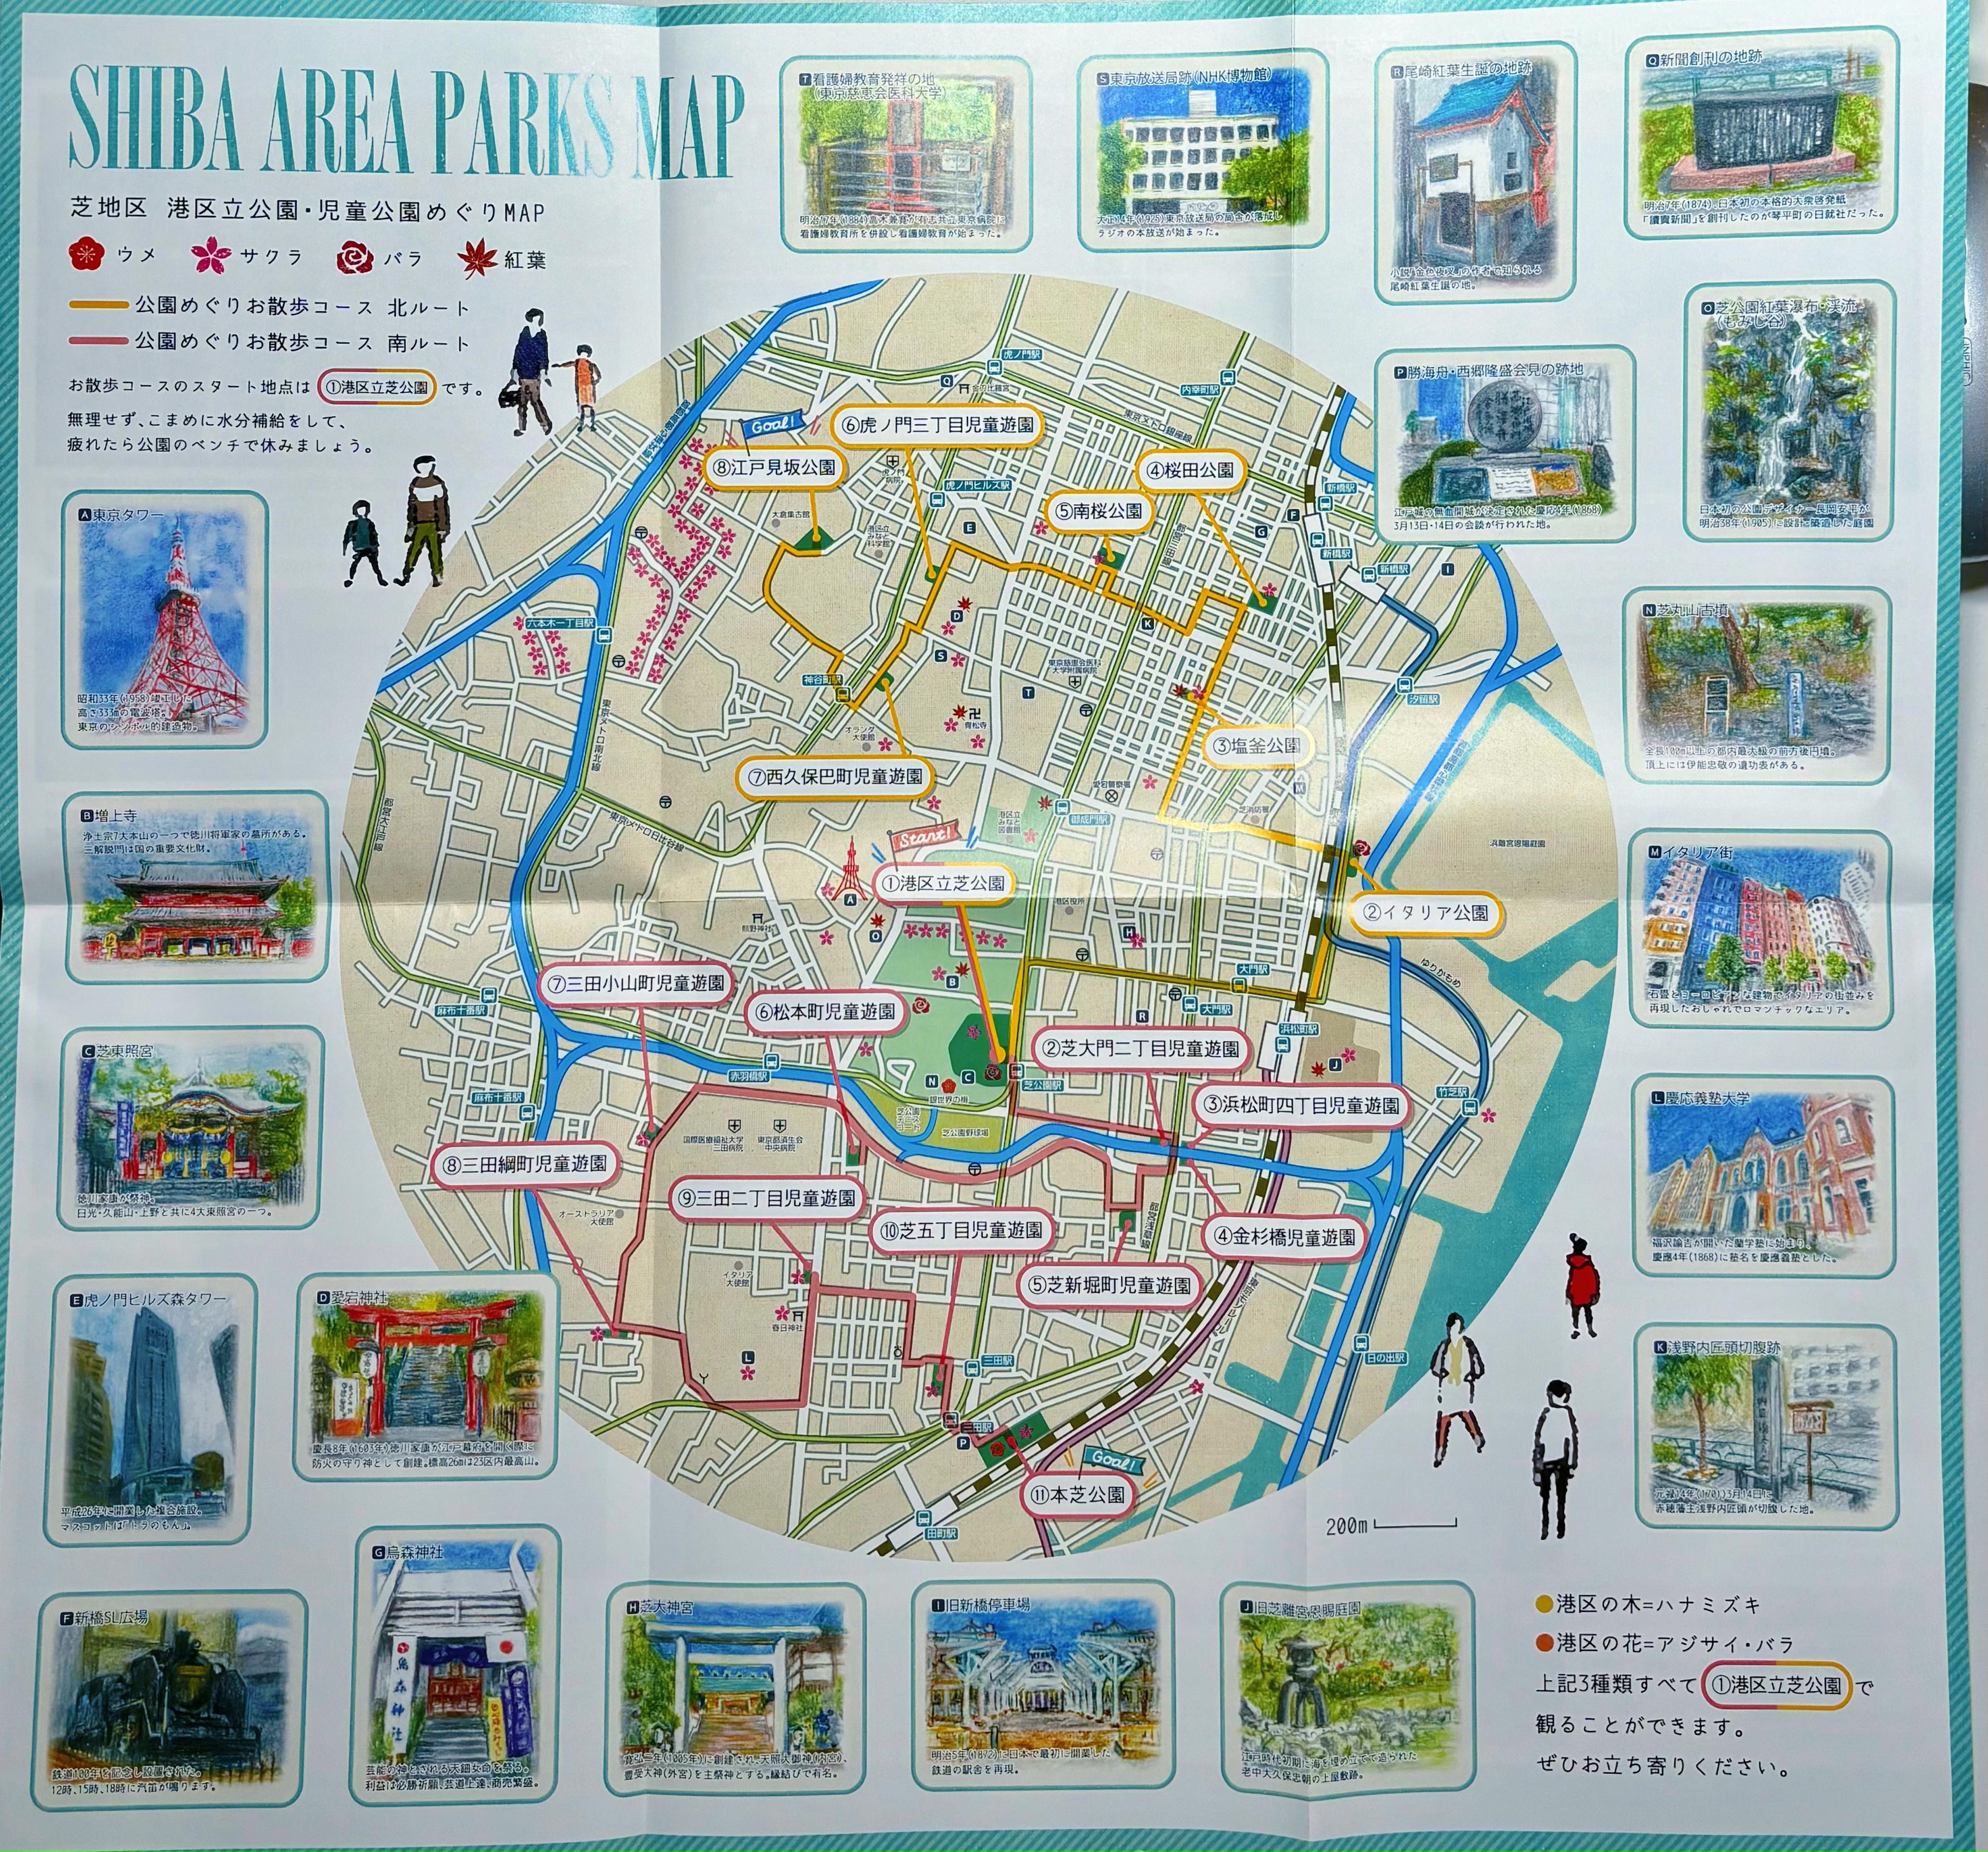 SHIBA AREA PARKS MAP
芝地区 港区立公園・児童公園めぐりMAP
ウメ サクラ バラ 紅葉
公園めぐりお散歩コース 北ルート
公園めぐりお散歩コース 南ルート
お散歩コースのスタート地点は ①港区立芝公園 です。
無理せず、こまめに水分補給をして、
疲れたら公園のベンチで休みましょう。
T 看護婦教育発祥の地
(東京慈恵会医科大学)
明治17年(1884)高木兼寛が有志共立東京病院に
看護婦教育所を併設し看護婦教育が始まった。
S 東京放送局跡(NHK博物館)
大正14年(1925)東京放送局の局舎が落成し
ラジオの本放送が始まった。
R 尾崎紅葉生誕の地跡
小説「金色夜叉」の作者で知られる
尾崎紅葉生誕の地。
Q 新聞創刊の地跡
明治7年(1874)、日本初の本格的大衆啓発紙
「讀賣新聞」を創刊したのが琴平町の日就社だった。
P 勝海舟・西郷隆盛会見の跡地
江戸城の無血開城が決定された慶応4年(1868)
3月13日・14日の会談が行われた地。
O 芝公園紅葉瀑布・渓流
(もみじ谷)
日本初の公園デザイナー長岡安平が
明治38年(1905)に設計・築造した庭園
A 東京タワー
昭和33年(1958)竣工した
高さ333mの電波塔。
東京のシンボル的建造物。
N 芝丸山古墳
全長100m以上の都内最大級の前方後円墳。
頂上には伊能忠敬の遺功表がある。
B 増上寺
浄土宗7大本山の一つで徳川将軍家の墓所がある。
三解脱門は国の重要文化財。
M イタリア街
石畳とヨーロピアンな建物でイタリアの街並みを
再現したおしゃれでロマンチックなエリア。
C 芝東照宮
徳川家康が祭神。
日光・久能山・上野と共に4大東照宮の一つ。
L 慶応義塾大学
福沢諭吉が開いた蘭学塾に始まり、
慶應4年(1868)に塾名を慶應義塾とした。
E 虎ノ門ヒルズ森タワー
平成26年に開業した複合施設。
マスコットは「トラのもん」。
D 愛宕神社
慶長8年(1603年)徳川家康が江戸幕府を開く際に
防火の守り神として創建。標高26mは23区内最高山。
K 浅野内匠頭切腹跡
元禄14年(1701)3月14日に
赤穂藩主浅野内匠頭が切腹した地。
F 新橋SL広場
鉄道100年を記念し設置された。
12時、15時、18時に汽笛が鳴ります。
G 烏森神社
烏森神社
芸能の神とされる天鈿女命を祭る。
利益は必勝祈願、芸道上達、商売繁盛。
H 芝大神宮
寛弘二年(1005年)に創建され、天照大御神(内宮)、
豊受大神(外宮)を主祭神とする。縁結びで有名。
I 旧新橋停車場
明治5年(1872)に日本で最初に開業した
鉄道の駅舎を再現。
J 旧芝離宮恩賜庭園
江戸時代初期に海を埋め立てて造られた
老中大久保忠朝の上屋敷跡。
虎ノ門駅
Q
金刀比羅宮
内幸町駅
東京メトロ銀座線
Goal!
⑥虎ノ門三丁目児童遊園
⑧江戸見坂公園
④桜田公園
虎の門病院
虎ノ門ヒルズ駅
新橋駅
⑤南桜公園
大倉集古館
港区立みなと科学館
E
F
G
新橋駅
新橋駅
I
六本木一丁目駅
D
K
S
東京慈恵会医科大学附属病院
神谷町駅
T
汐留駅
東京メトロ南北線
オランダ大使館
青松寺
③塩釜公園
⑦西久保巴町児童遊園
愛宕警察署
M
芝消防署
都営大江戸線
東京メトロ日比谷線
港区立みなと図書館
御成門駅
浜離宮恩賜庭園
Start!
①港区立芝公園
A
港区役所
②イタリア公園
熊野神社
O
H
B
大門駅
ゆりかもめ
⑦三田小山町児童遊園
麻布十番駅
⑥松本町児童遊園
R
大門駅
浜松町駅
②芝大門二丁目児童遊園
J
赤羽橋駅
N
C
芝公園駅
銀世界の梅
竹芝駅
麻布十番駅
③浜松町四丁目児童遊園
芝公園テニスコート
国際医療福祉大学三田病院
東京都済生会中央病院
芝公園野球場
⑧三田綱町児童遊園
⑨三田二丁目児童遊園
オーストラリア大使館
都営浅草線
⑩芝五丁目児童遊園
④金杉橋児童遊園
イタリア大使館
⑤芝新堀町児童遊園
東京モノレール
春日神社
L
三田駅
日の出駅
三田駅
P
Goal!
⑪本芝公園
田町駅
200m
港区の木=ハナミズキ
港区の花=アジサイ・バラ
上記3種類すべて ①港区立芝公園 で
観ることができます。
ぜひお立ち寄りください。